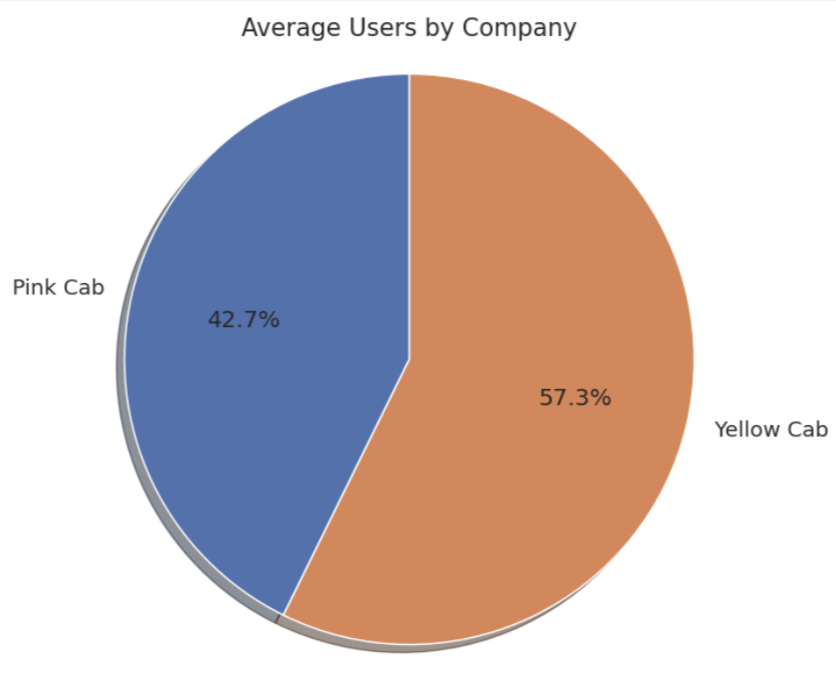 Average Users by Company
Pink Cab
42.7%
57.3%
Yellow Cab